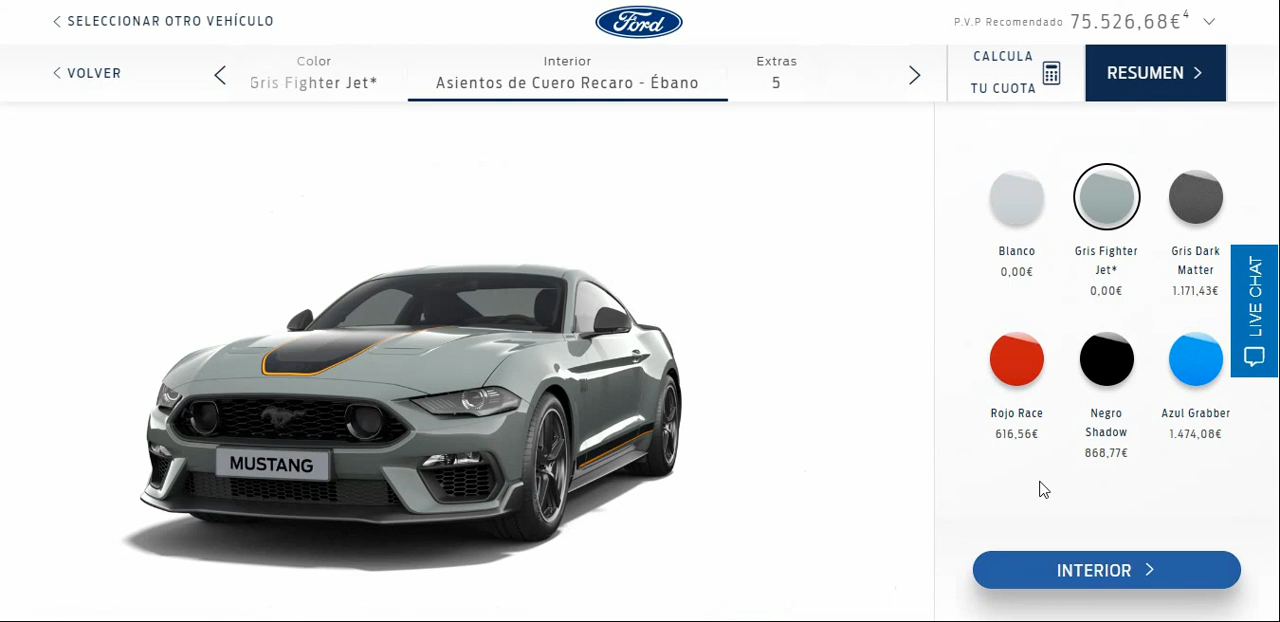 SELECCIONAR OTRO VEHÍCULO
Ford
P.V.P Recomendado 75.526,68€4
VOLVER
Color
Gris Fighter Jet*
Interior
Asientos de Cuero Recaro - Ébano
Extras
5
CALCULA
TU CUOTA
RESUMEN
Blanco
0,00€
Gris Fighter
Jet*
0,00€
Gris Dark
Matter
1.171,43€
LIVE CHAT
Rojo Race
616,56€
Negro
Shadow
868,77€
Azul Grabber
1.474,08€
MUSTANG
INTERIOR